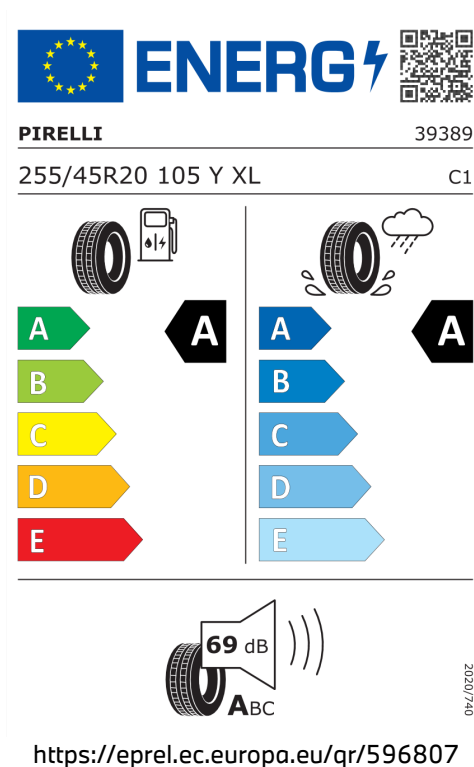 ENERG
PIRELLI 39389
255/45R20 105 Y XL C1
A A
B
C
D
E
A A
B
C
D
E
69 dB
ABC
2020/740
https://eprel.ec.europa.eu/qr/596807